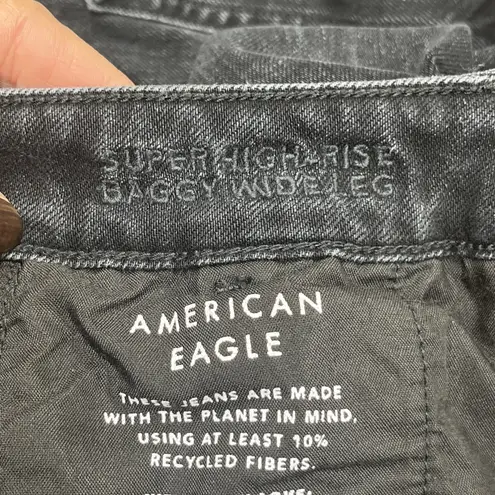 SUPER HIGH-RISE
BAGGY WIDE LEG
AMERICAN
EAGLE
THESE JEANS ARE MADE
WITH THE PLANET IN MIND,
USING AT LEAST 10%
RECYCLED FIBERS.